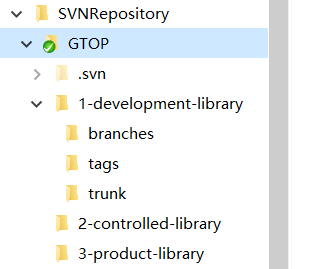 SVNRepository
GTOP
.svn
1-development-library
branches
tags
trunk
2-controlled-library
3-product-library